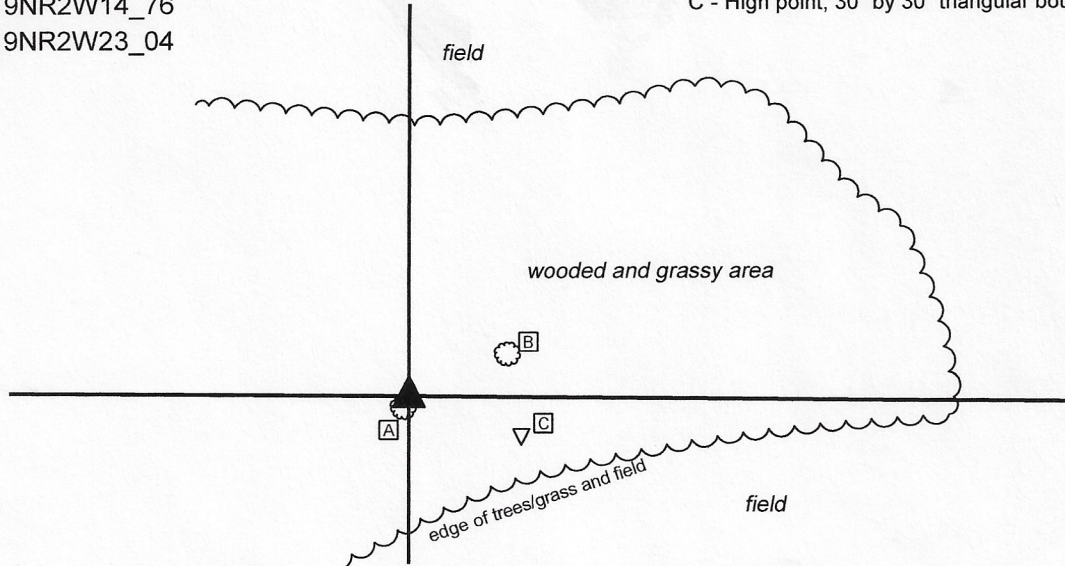 9NR2W14_76
C - High point, 30" by 30" triangular
9NR2W23_04
field
wooded and grassy area
B
A
C
edge of trees/grass and field
field